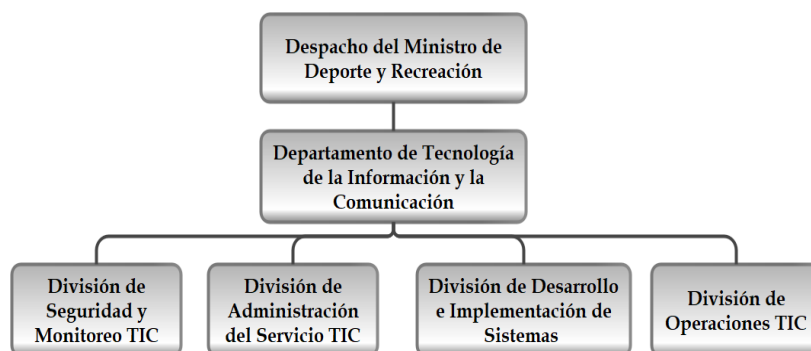 Despacho del Ministro de
Deporte y Recreación
Departamento de Tecnología
de la Información y la
Comunicación
División de
Seguridad y
Monitoreo TIC
División de
Administración
del Servicio TIC
División de Desarrollo
e Implementación de
Sistemas
División de
Operaciones TIC